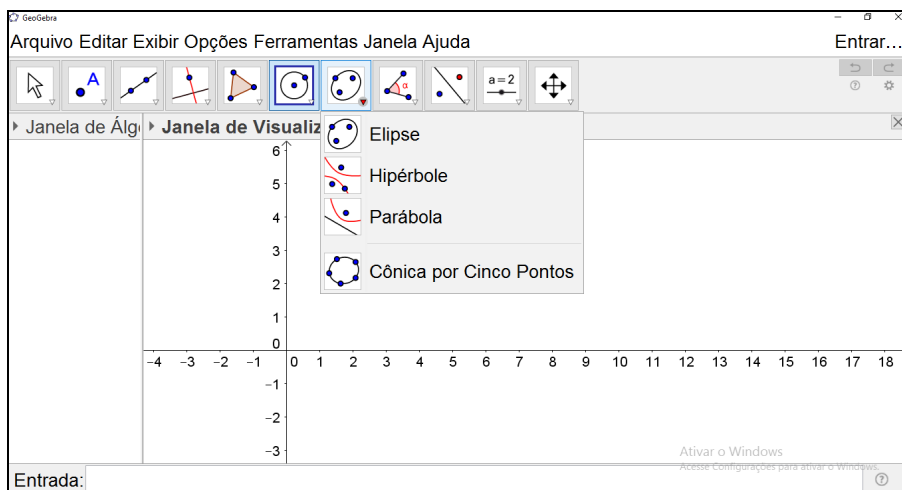 GeoGebra
Arquivo Editar Exibir Opções Ferramentas Janela Ajuda Entrar...
A α a=2
Janela de Álg Janela de Visualiz
Elipse
Hipérbole
Parábola
Cônica por Cinco Pontos
6
5
4
3
2
1
0
−4 −3 −2 −1 0 1 2 3 4 5 6 7 8 9 10 11 12 13 14 15 16 17 18
−1
−2
−3
Ativar o Windows
Acesse Configurações para ativar o Windows.
Entrada: